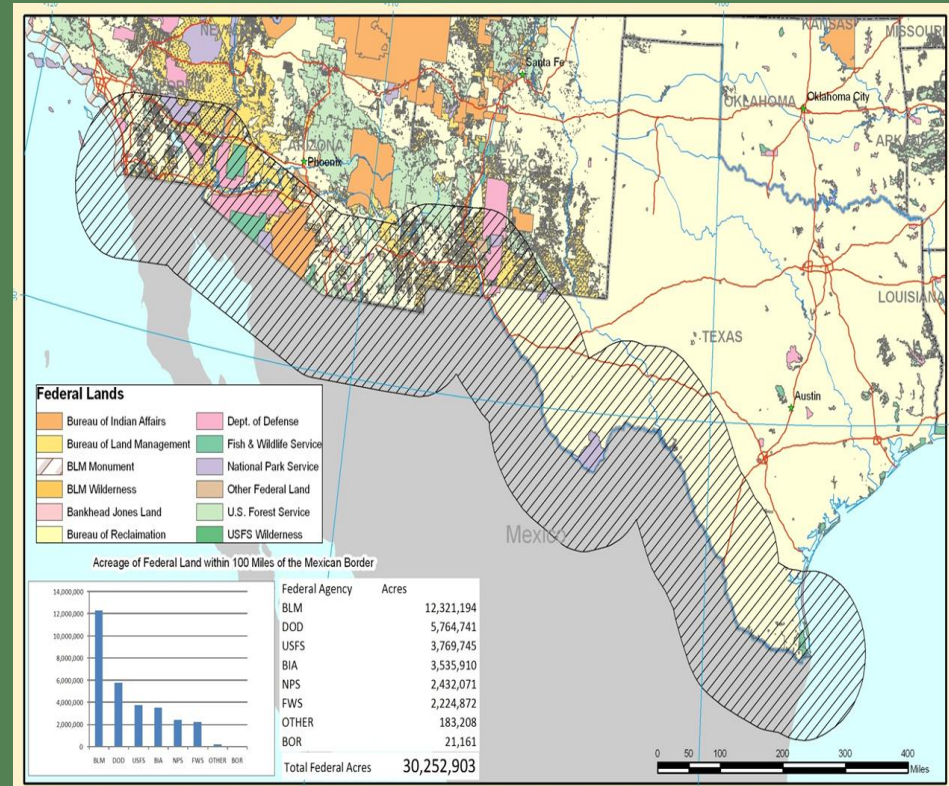 -120
-110
-100
NEVADA
KANSAS
MISSOURI
Santa Fe
OKLAHOMA
Oklahoma City
ARIZONA
Phoenix
NEW
MEXICO
30
LOUISIANA
TEXAS
Austin
Mexico
Federal Lands
Bureau of Indian Affairs
Bureau of Land Management
BLM Monument
BLM Wilderness
Bankhead Jones Land
Bureau of Reclamation
Dept. of Defense
Fish & Wildlife Service
National Park Service
Other Federal Land
U.S. Forest Service
USFS Wilderness
Acreage of Federal Land within 100 Miles of the Mexican Border
14,000,000
12,000,000
10,000,000
8,000,000
6,000,000
4,000,000
2,000,000
0
BLM DOD USFS BIA NPS FWS OTHER BOR
Federal Agency Acres
BLM 12,321,194
DOD 5,764,741
USFS 3,769,745
BIA 3,535,910
NPS 2,432,071
FWS 2,224,872
OTHER 183,208
BOR 21,161
Total Federal Acres 30,252,903
0 50 100 200 300 400
Miles